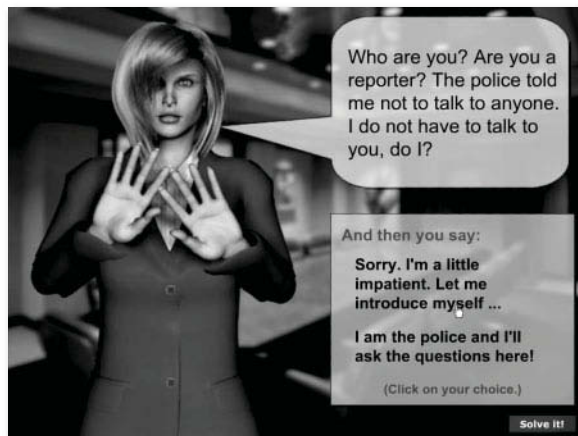 Who are you? Are you a
reporter? The police told
me not to talk to anyone.
I do not have to talk to
you, do I?
And then you say:
Sorry. I'm a little
impatient. Let me
introduce myself ...
I am the police and I'll
ask the questions here!
(Click on your choice.)
Solve it!